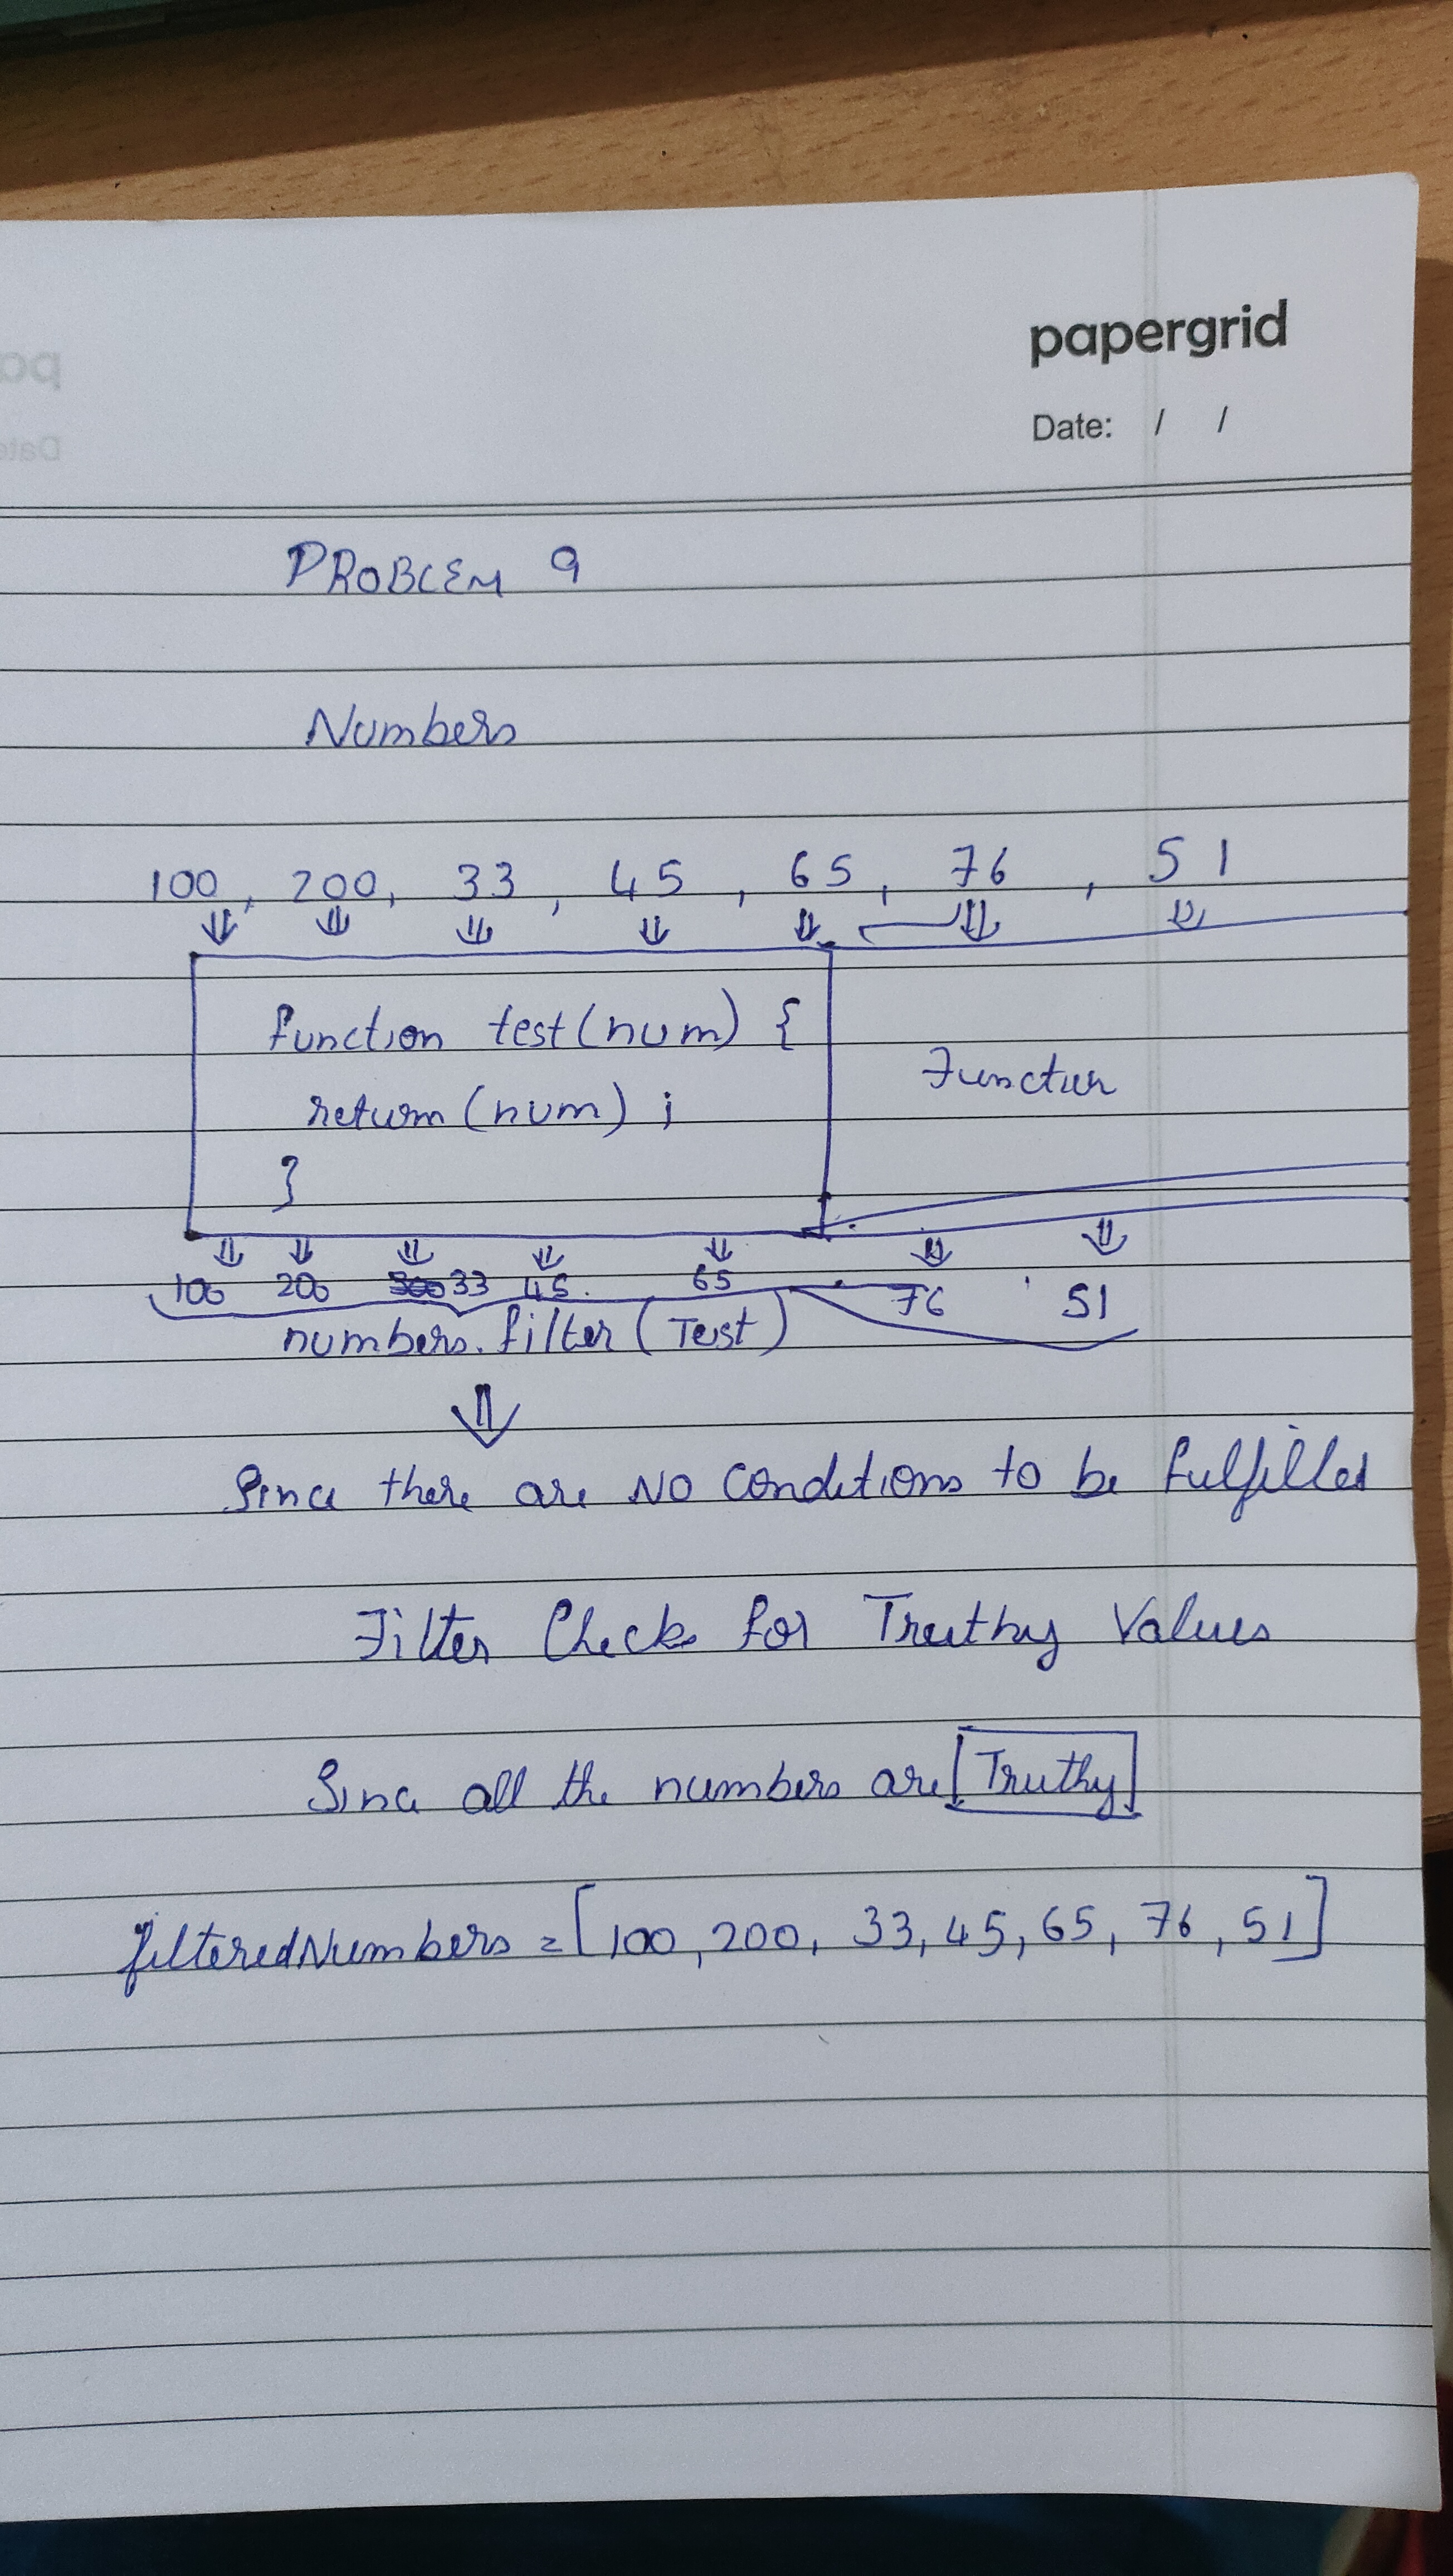 papergrid
Date: / /
PROBLEM 9
Numbers
100, 200, 33, 45, 65, 76, 51
function test(num) {
return(num);
}
Function
100 200 33 45. 65 76 51
numbers.filter(Test)
Since there are NO conditions to be fulfilled
Filter Checks for Truthy Values
Since all the numbers are Truthy
filteredNumbers = [100, 200, 33, 45, 65, 76, 51]